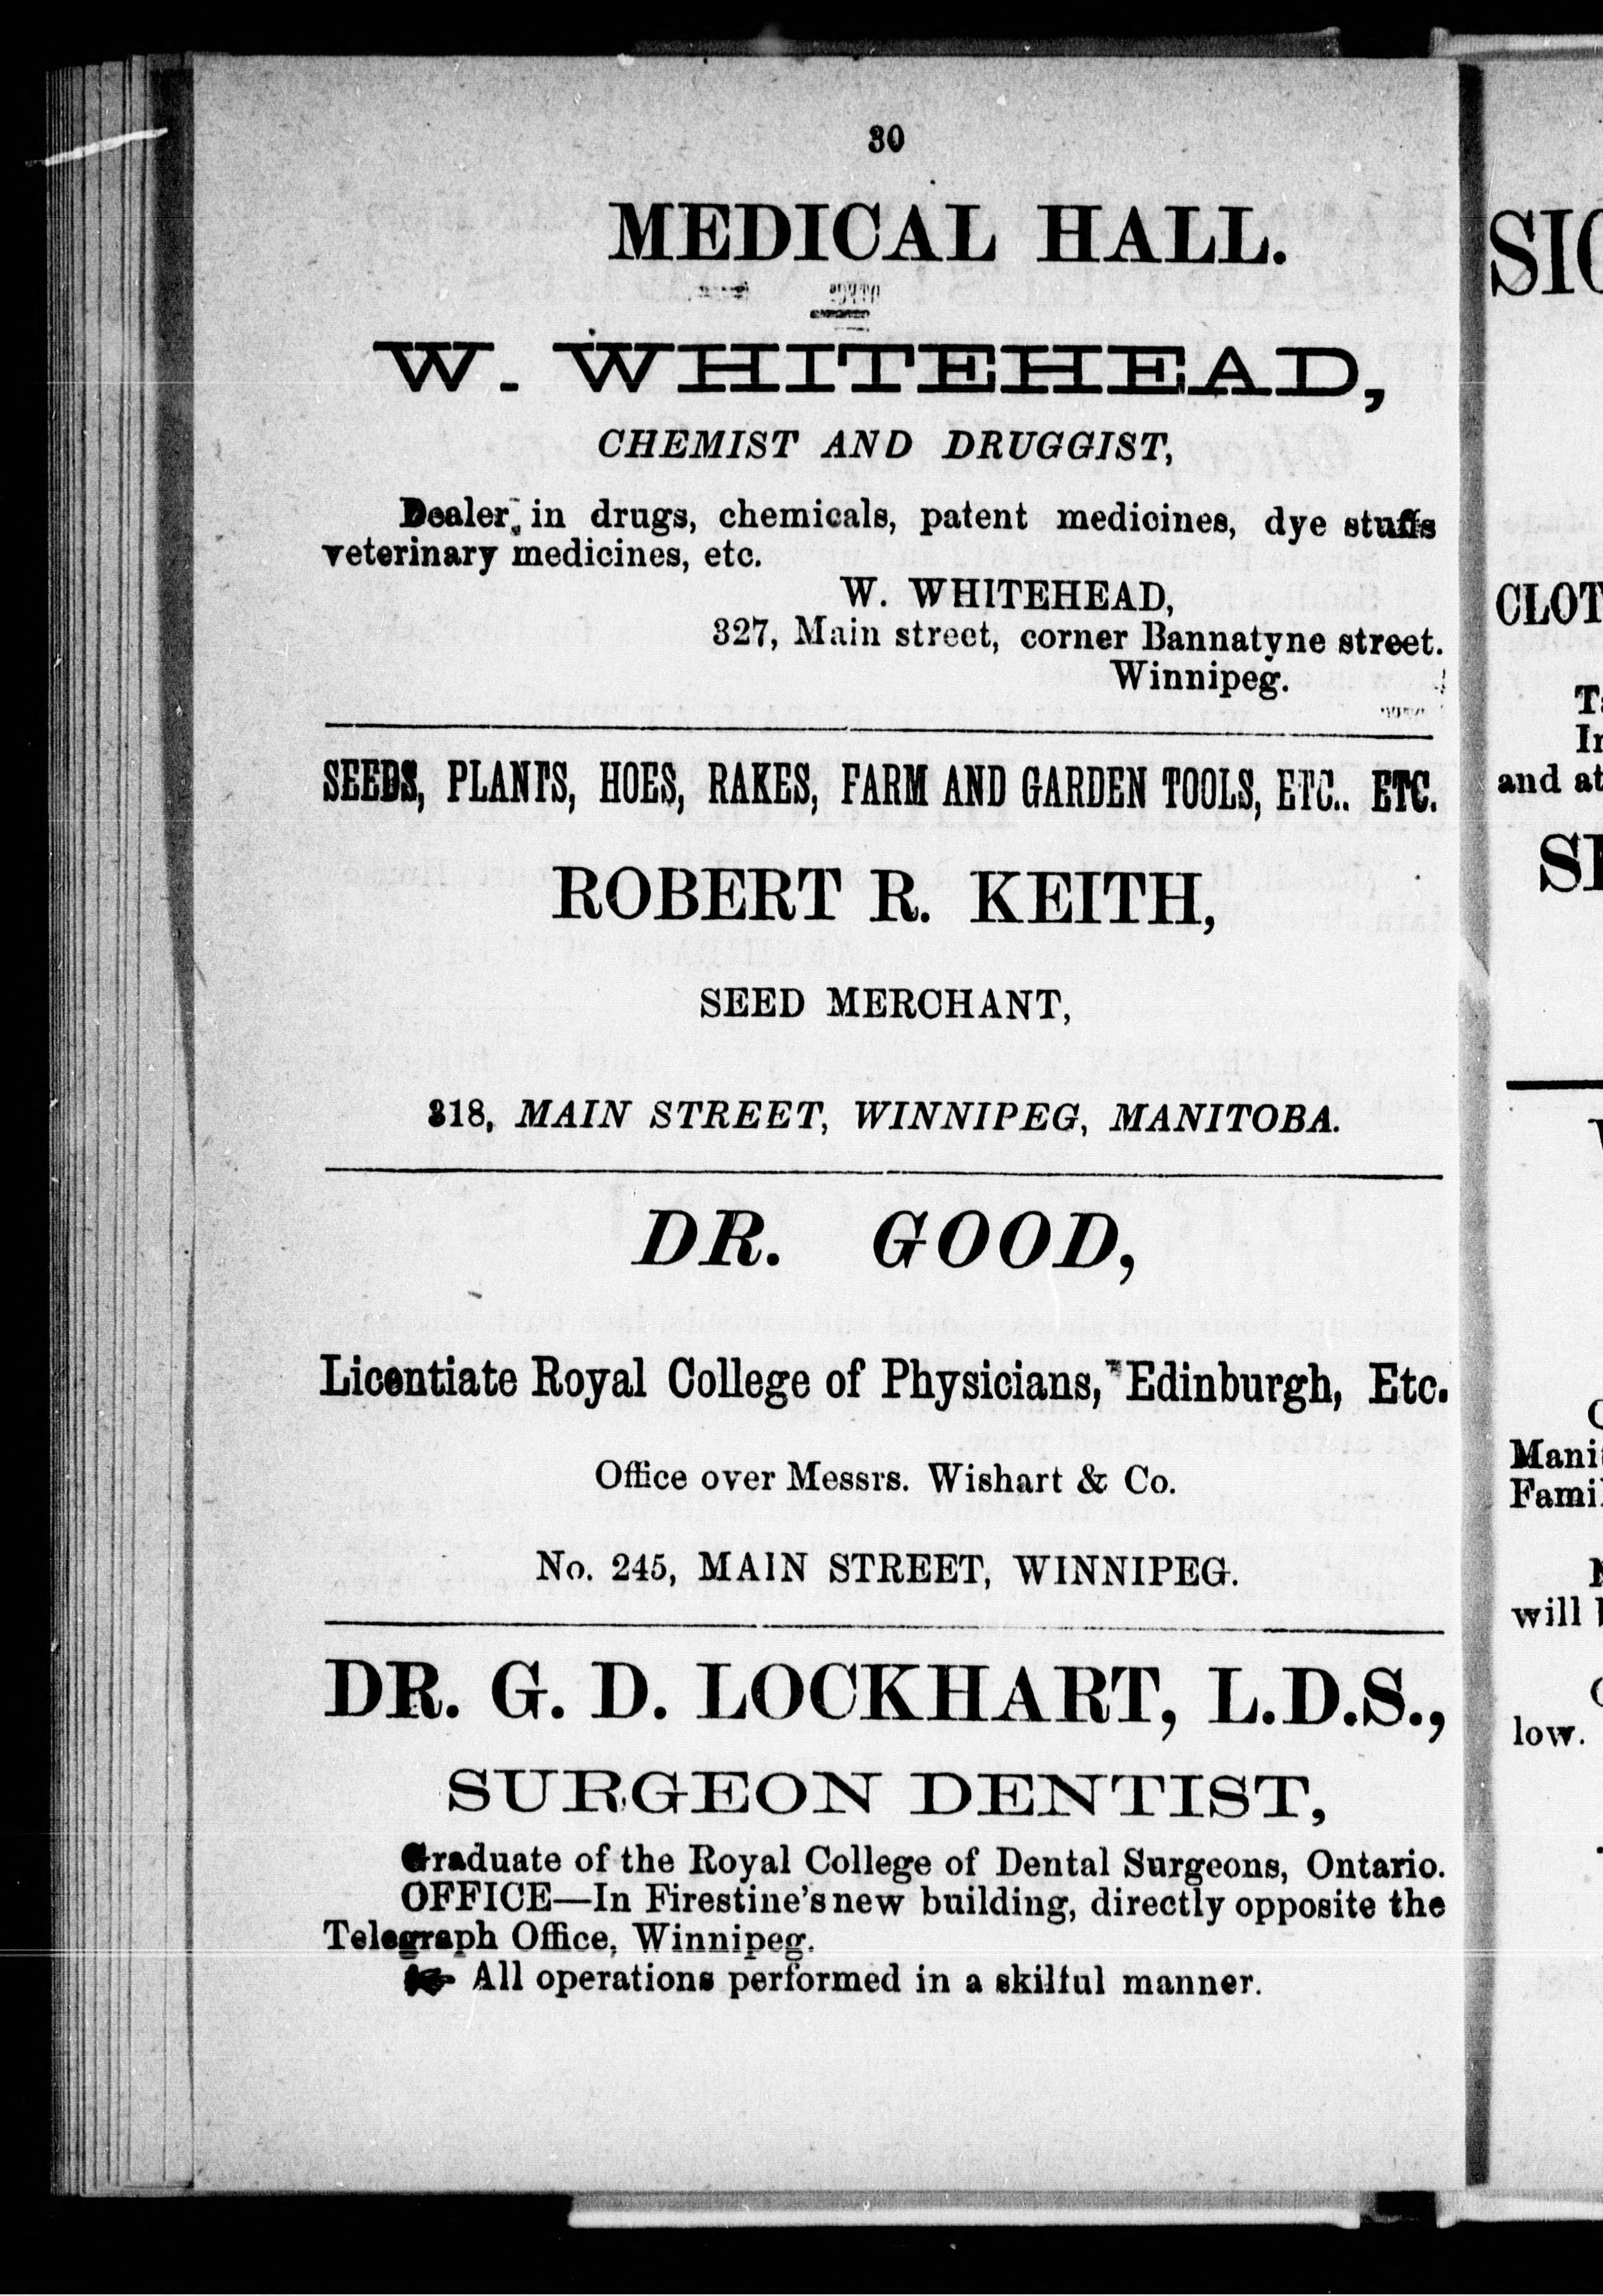 30
MEDICAL HALL.
W. WHITEHEAD,
CHEMIST AND DRUGGIST,
Dealer in drugs, chemicals, patent medicines, dye stuffs
veterinary medicines, etc.
W. WHITEHEAD,
327, Main street, corner Bannatyne street.
Winnipeg.
SEEDS, PLANTS, HOES, RAKES, FARM AND GARDEN TOOLS, ETC.. ETC.
ROBERT R. KEITH,
SEED MERCHANT,
318, MAIN STREET, WINNIPEG, MANITOBA.
DR. GOOD,
Licentiate Royal College of Physicians, Edinburgh, Etc.
Office over Messrs. Wishart & Co.
No. 245, MAIN STREET, WINNIPEG.
DR. G. D. LOCKHART, L.D.S.,
SURGEON DENTIST,
Graduate of the Royal College of Dental Surgeons, Ontario.
OFFICE—In Firestine's new building, directly opposite the
Telegraph Office, Winnipeg.
☛ All operations performed in a skilful manner.
and at
will
low.